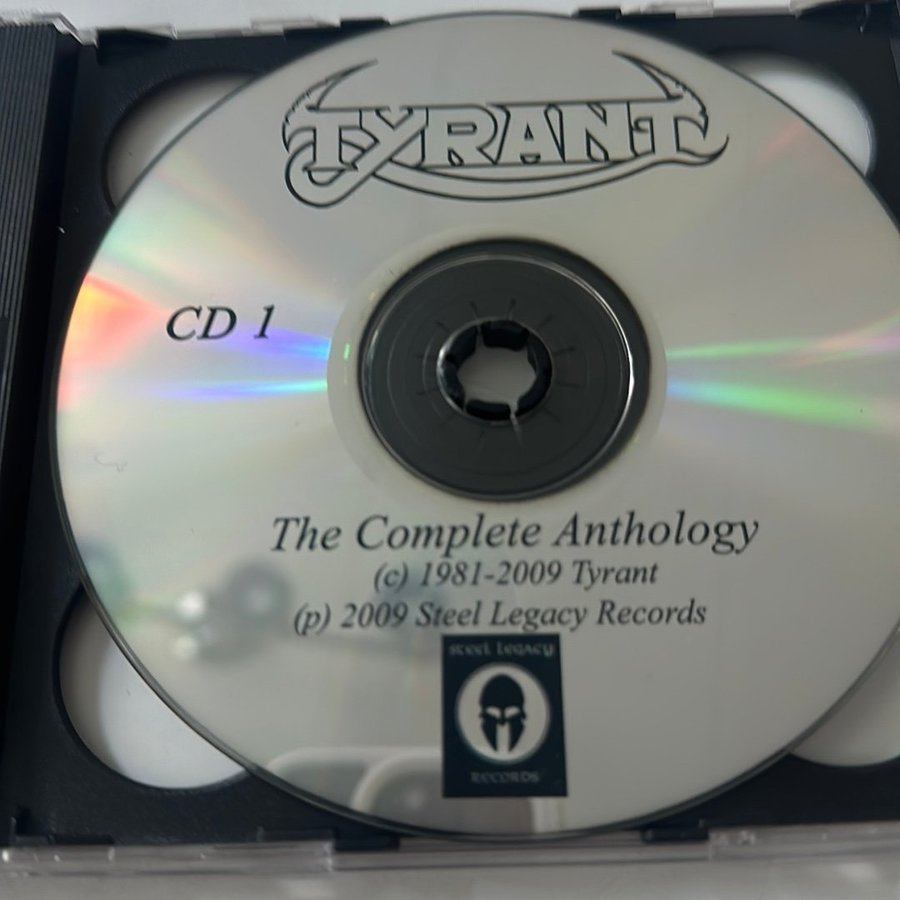 TYRANT
CD 1
The Complete Anthology
(c) 1981-2009 Tyrant
(p) 2009 Steel Legacy Records
STEEL LEGACY
RECORDS